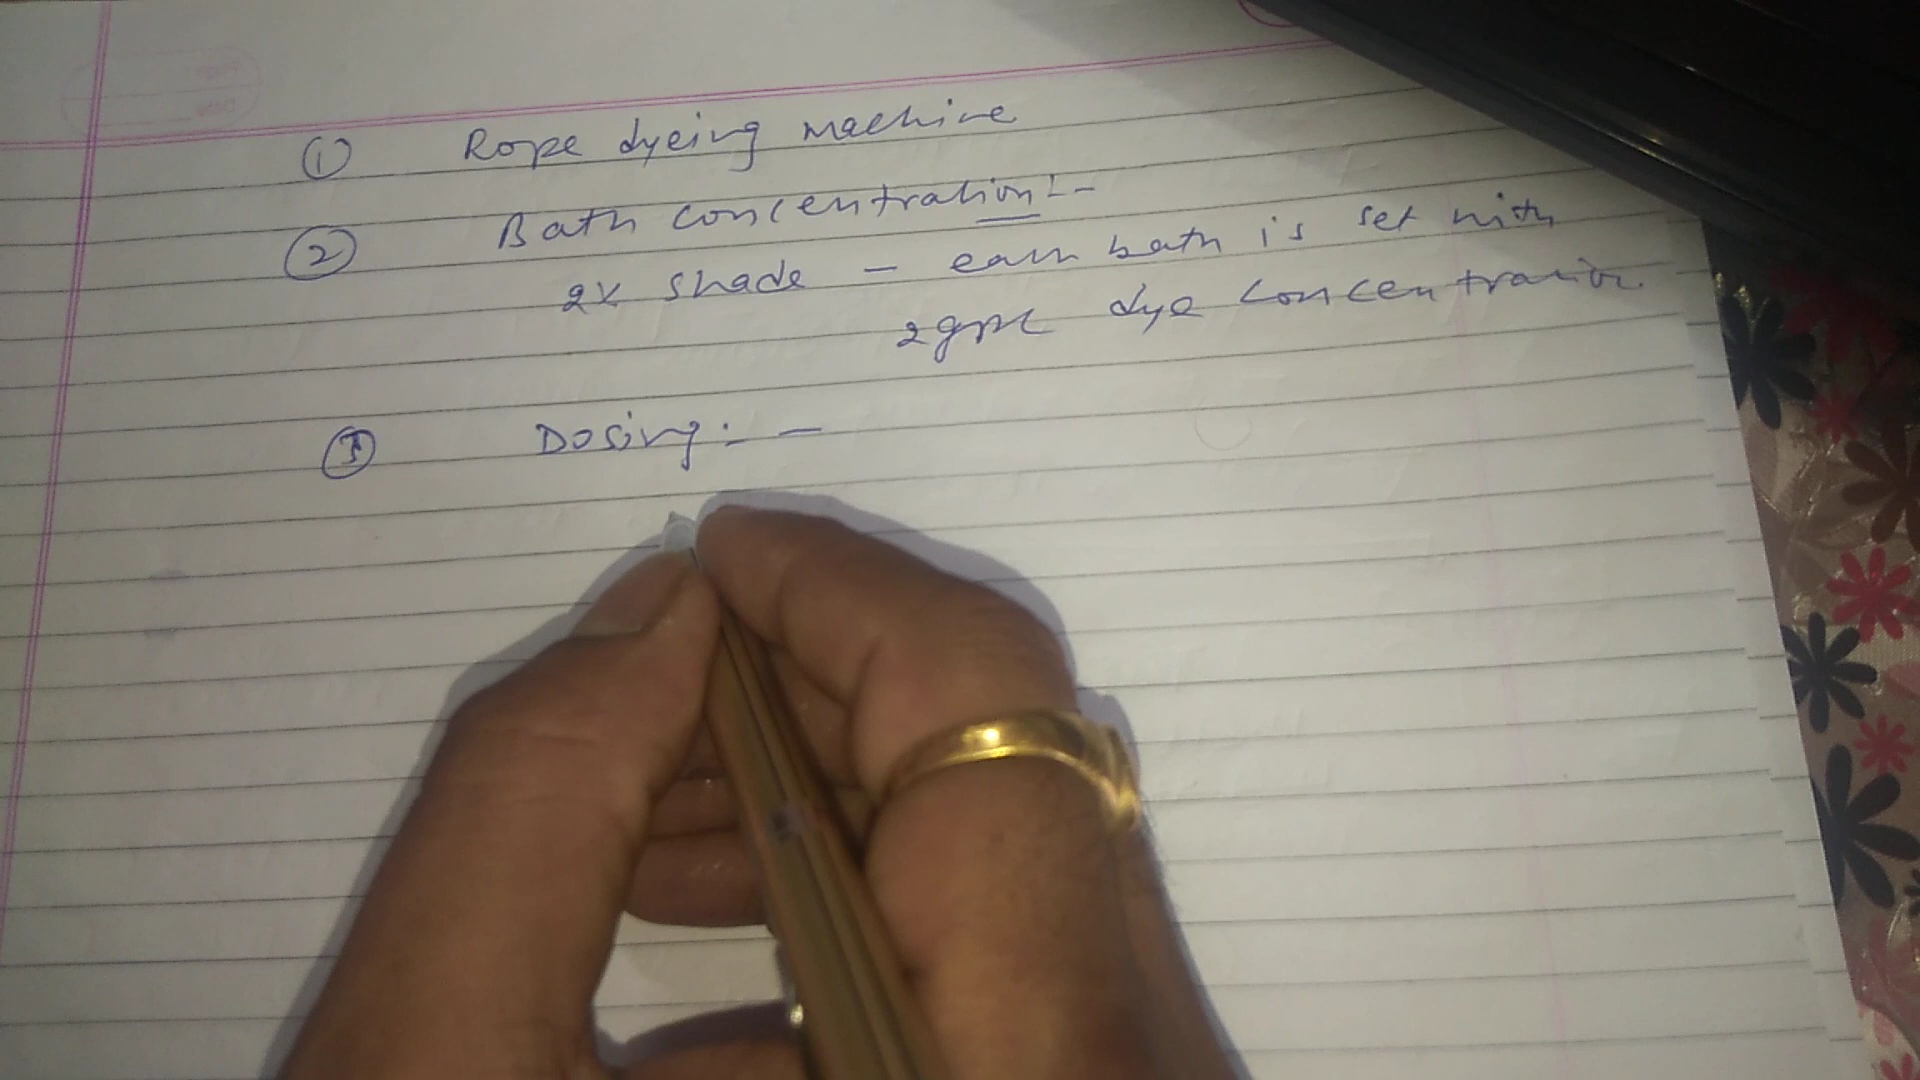 ① Rope dyeing machine
② Bath concentration:-
2% shade - each bath is set with
2gpl dye concentration
③ Dosing: -